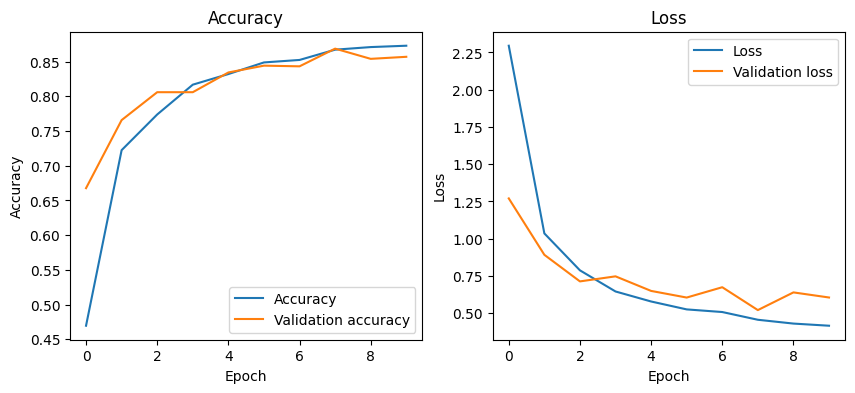 Accuracy
0.85
0.80
0.75
0.70
0.65
0.60
0.55
0.50
0.45
Accuracy
Accuracy
Validation accuracy
0 2 4 6 8
Epoch
Loss
2.25
2.00
1.75
1.50
1.25
1.00
0.75
0.50
Loss
Loss
Validation loss
0 2 4 6 8
Epoch